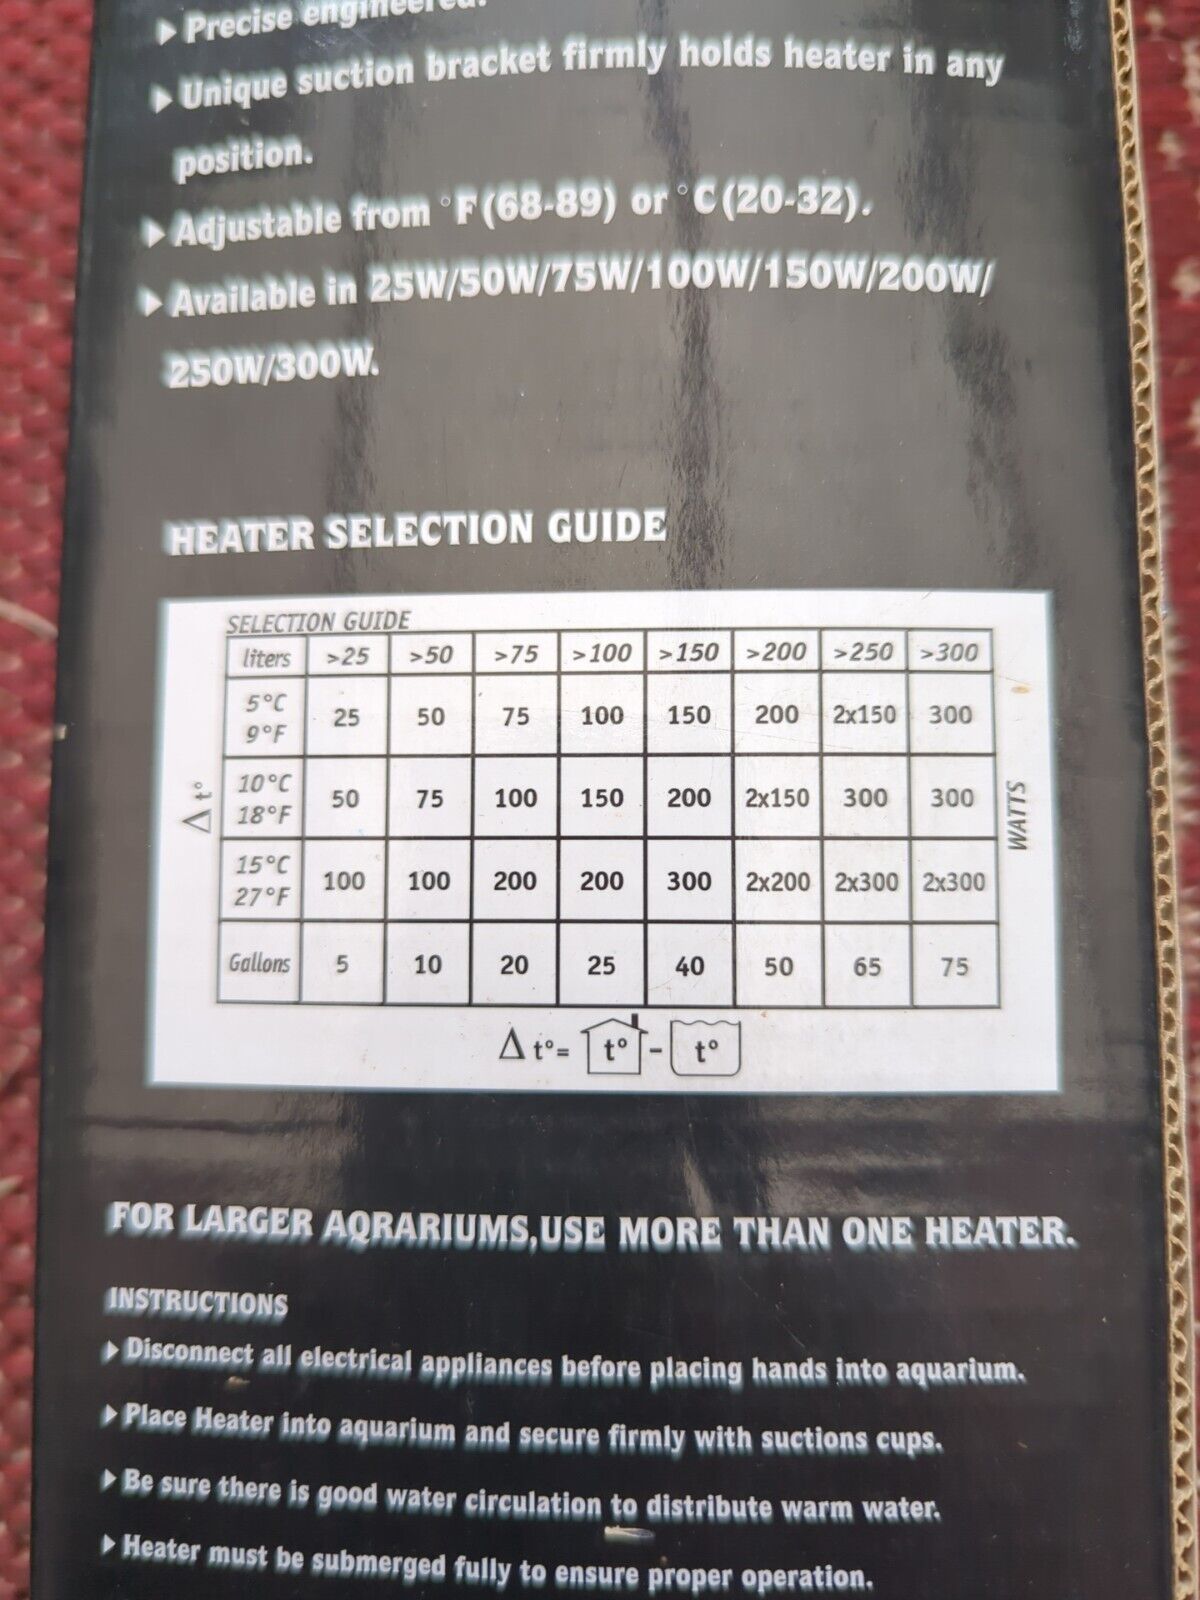 ▶ Precise engineered.
▶ Unique suction bracket firmly holds heater in any
position.
▶ Adjustable from °F(68-89) or °C(20-32).
▶ Available in 25W/50W/75W/100W/150W/200W/
250W/300W.
HEATER SELECTION GUIDE
SELECTION GUIDE
liters >25 >50 >75 >100 >150 >200 >250 >300
5°C
9°F 25 50 75 100 150 200 2x150 300
10°C
18°F 50 75 100 150 200 2x150 300 300
15°C
27°F 100 100 200 200 300 2x200 2x300 2x300
Gallons 5 10 20 25 40 50 65 75
Δ t°
WATTS
Δ t°= t° - t°
FOR LARGER AQRARIUMS,USE MORE THAN ONE HEATER.
INSTRUCTIONS
▶ Disconnect all electrical appliances before placing hands into aquarium.
▶ Place Heater into aquarium and secure firmly with suctions cups.
▶ Be sure there is good water circulation to distribute warm water.
▶ Heater must be submerged fully to ensure proper operation.